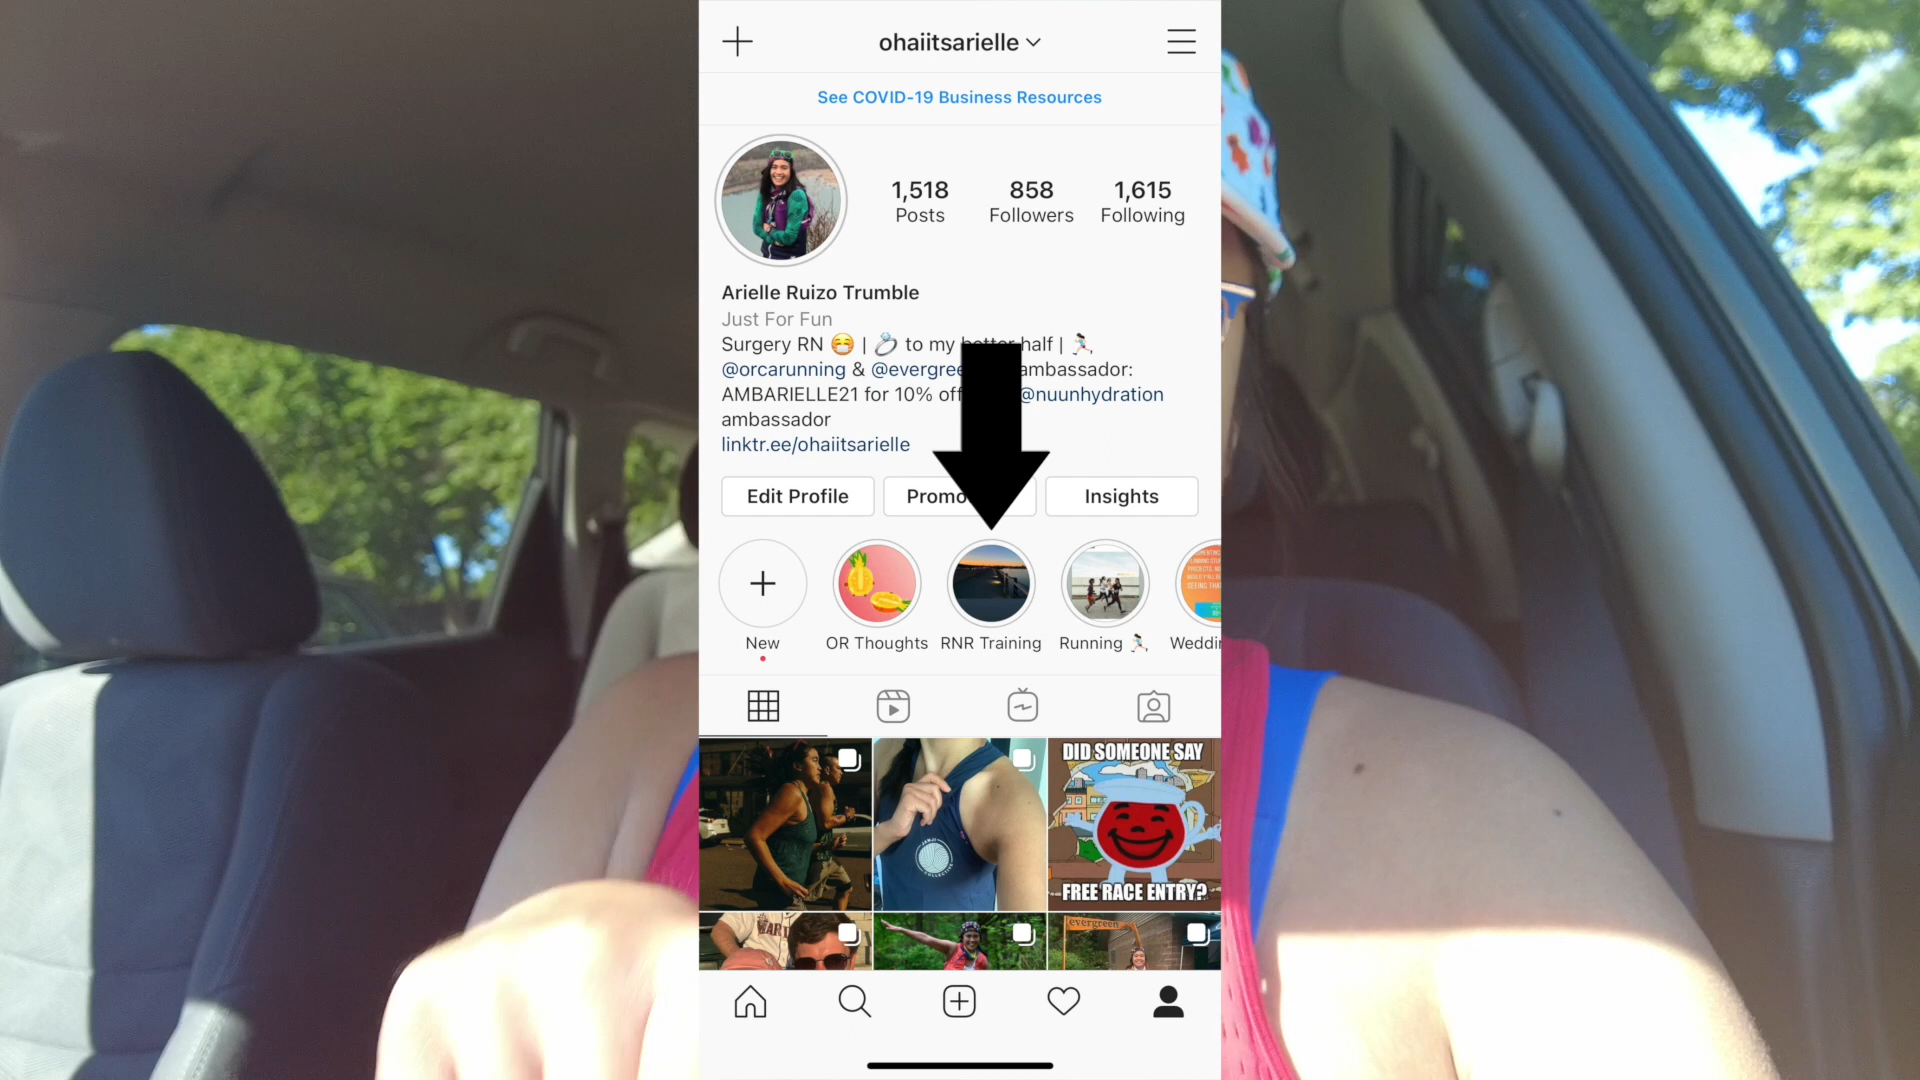 ohaiitsarielle
See COVID-19 Business Resources
1,518 858 1,615
Posts Followers Following
Arielle Ruizo Trumble
Just For Fun
Surgery RN 😷 | 💍 to my better half | 🏃🏻‍♀️
@orcarunning & @evergree ambassador:
AMBARIELLE21 for 10% off @nuunhydration
ambassador
linktr.ee/ohaiitsarielle
Edit Profile Promo Insights
New OR Thoughts RNR Training Running 🏃🏻‍♀️ Weddin
DID SOMEONE SAY
FREE RACE ENTRY?
evergreen